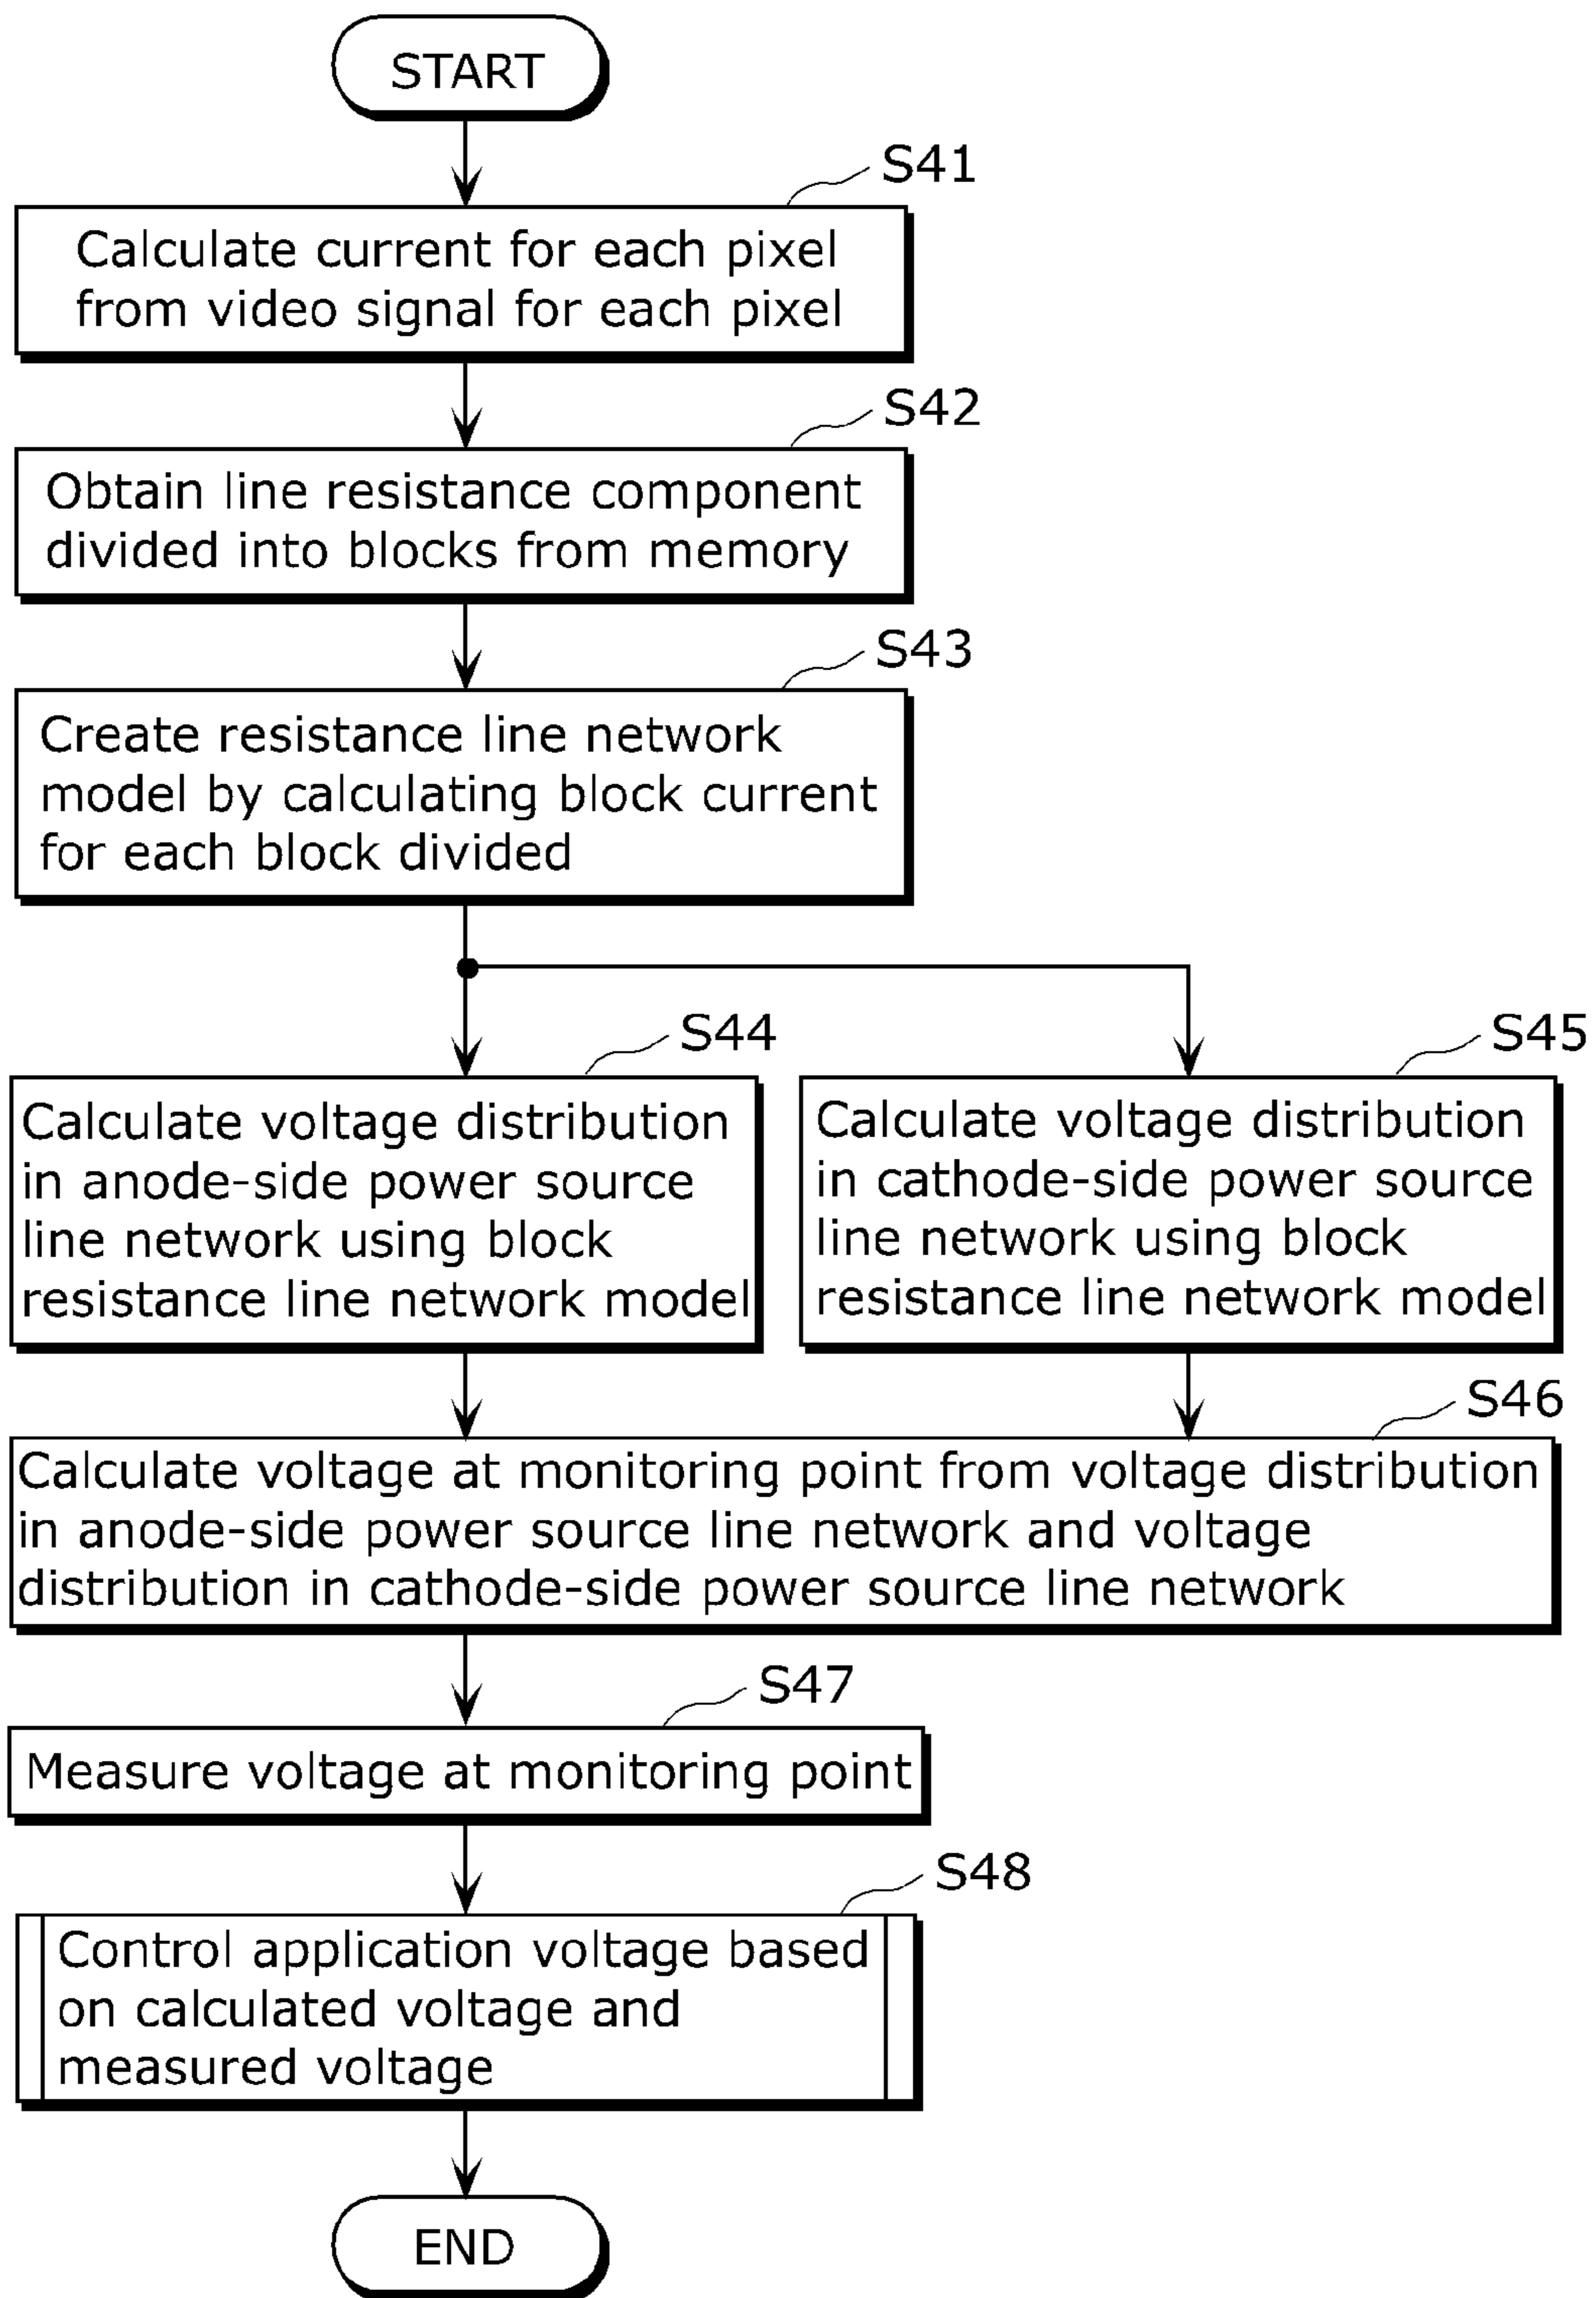 START
S41
Calculate current for each pixel
from video signal for each pixel
S42
Obtain line resistance component
divided into blocks from memory
S43
Create resistance line network
model by calculating block current
for each block divided
S44
Calculate voltage distribution
in anode-side power source
line network using block
resistance line network model
S45
Calculate voltage distribution
in cathode-side power source
line network using block
resistance line network model
S46
Calculate voltage at monitoring point from voltage distribution
in anode-side power source line network and voltage
distribution in cathode-side power source line network
S47
Measure voltage at monitoring point
S48
Control application voltage based
on calculated voltage and
measured voltage
END